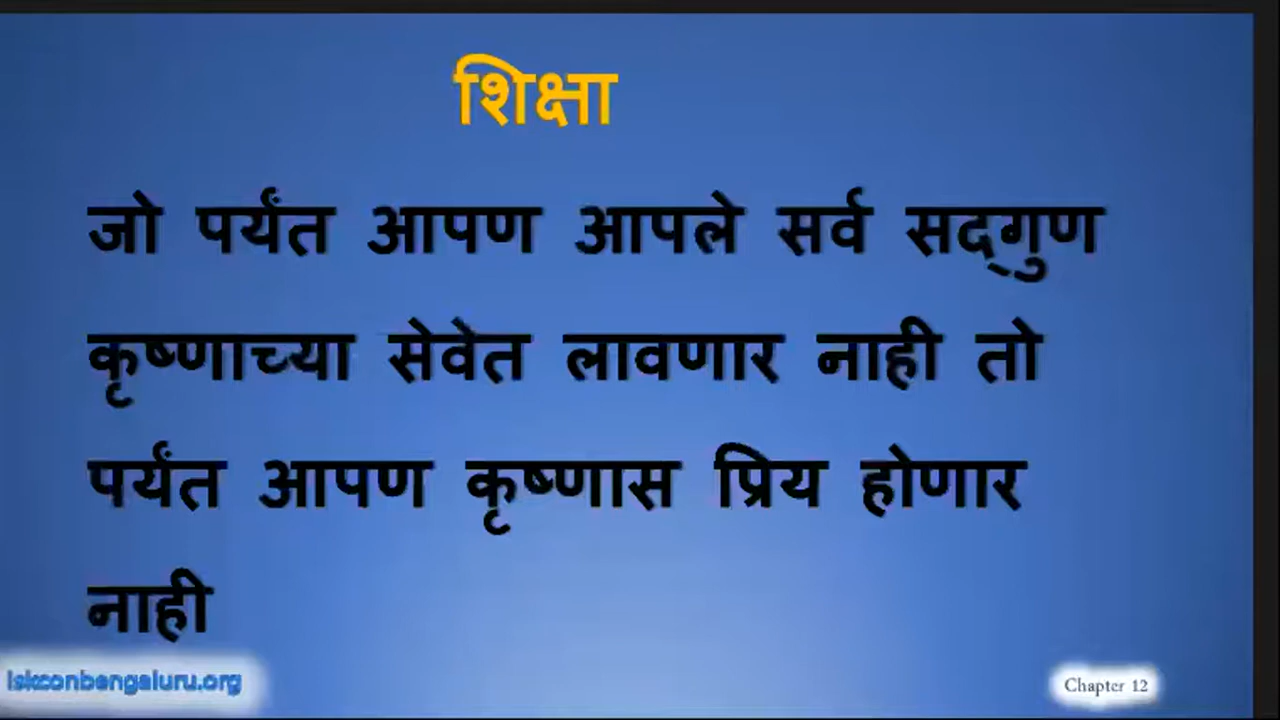 शिक्षा
जो पर्यंत आपण आपले सर्व सद्‌गुण
कृष्णाच्या सेवेत लावणार नाही तो
पर्यंत आपण कृष्णास प्रिय होणार
नाही
iskconbengaluru.org
Chapter 12